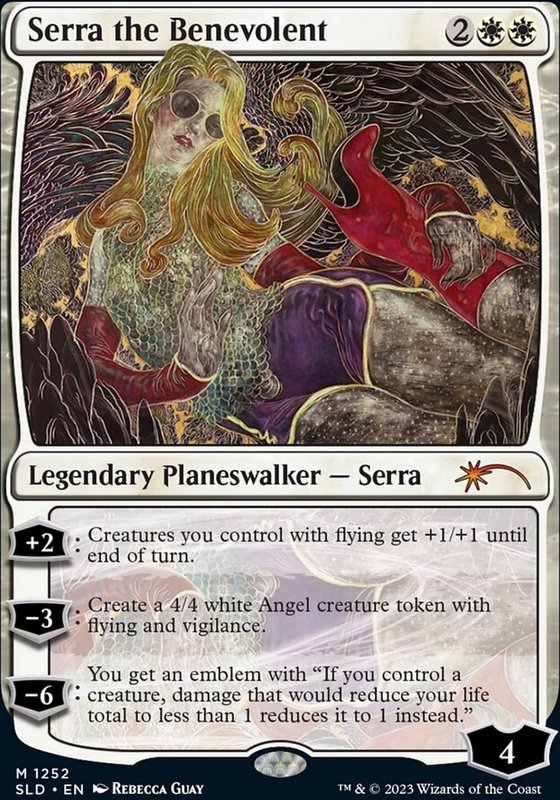 Serra the Benevolent 2
Legendary Planeswalker — Serra
+2 : Creatures you control with flying get +1/+1 until
end of turn.
−3 : Create a 4/4 white Angel creature token with
flying and vigilance.
−6 : You get an emblem with “If you control a
creature, damage that would reduce your life
total to less than 1 reduces it to 1 instead.”
4
M 1252
SLD • EN Rebecca Guay
™ & © 2023 Wizards of the Coast